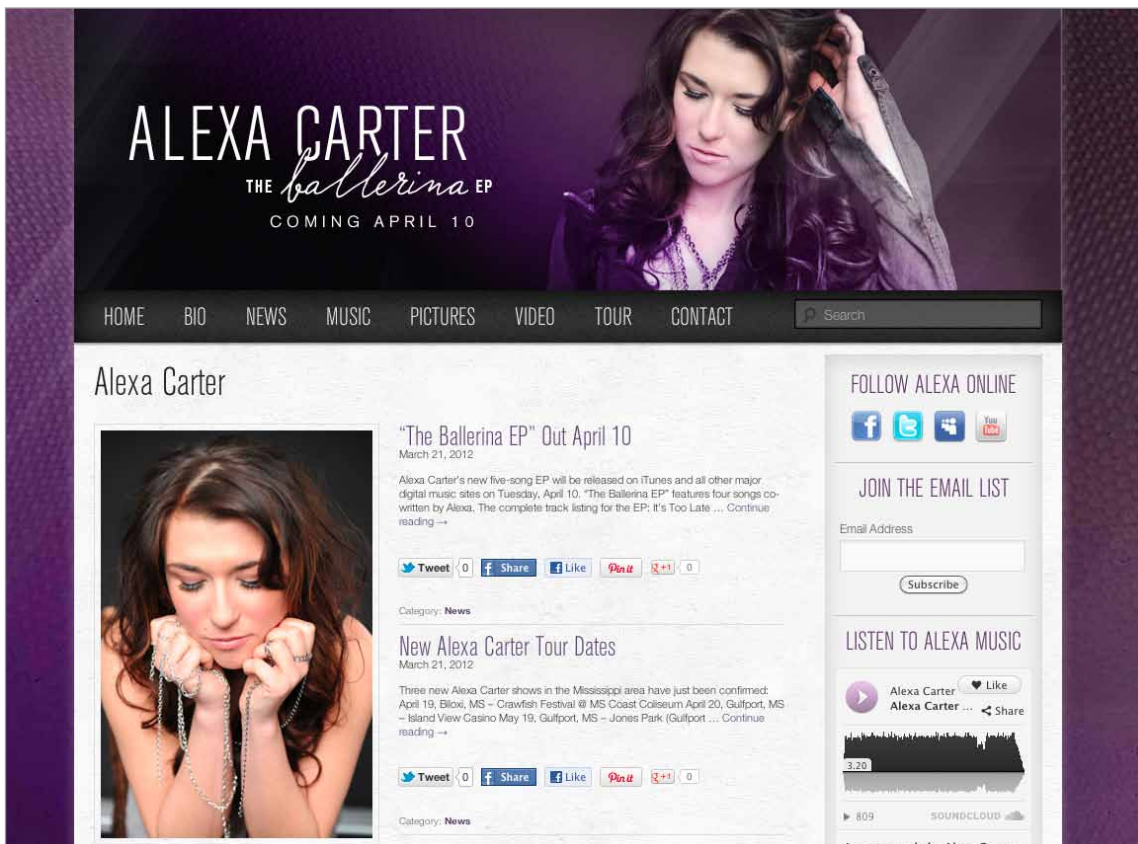 ALEXA CARTER
THE ballerina EP
COMING APRIL 10
HOME BIO NEWS MUSIC PICTURES VIDEO TOUR CONTACT Search
Alexa Carter
“The Ballerina EP” Out April 10
March 21, 2012
Alexa Carter's new five-song EP will be released on iTunes and all other major
digital music sites on Tuesday, April 10. “The Ballerina EP” features four songs co-
written by Alexa. The complete track listing for the EP: It's Too Late … Continue
reading →
Tweet 0 f Share f Like Pin it g +1 0
Category: News
New Alexa Carter Tour Dates
March 21, 2012
Three new Alexa Carter shows in the Mississippi area have just been confirmed:
April 19, Biloxi, MS – Crawfish Festival @ MS Coast Coliseum April 20, Gulfport, MS
– Island View Casino May 19, Gulfport, MS – Jones Park (Gulfport … Continue
reading →
Tweet 0 f Share f Like Pin it g +1 0
Category: News
FOLLOW ALEXA ONLINE
f t You Tube
JOIN THE EMAIL LIST
Email Address
Subscribe
LISTEN TO ALEXA MUSIC
Alexa Carter Like
Alexa Carter ... Share
3.20
809 SOUNDCLOUD